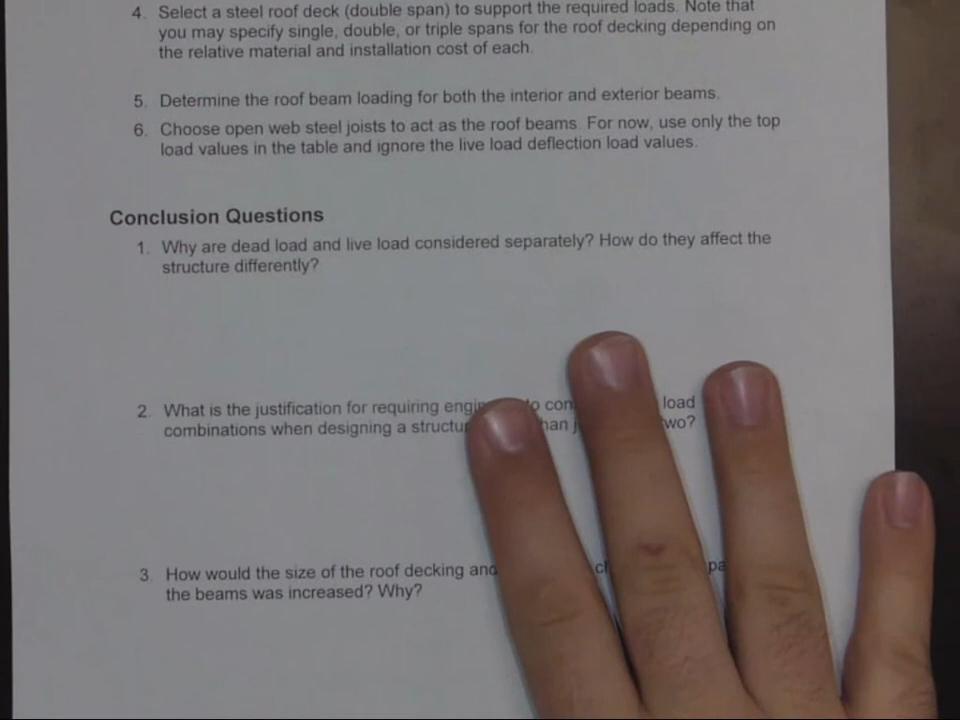 4. Select a steel roof deck (double span) to support the required loads. Note that
you may specify single, double, or triple spans for the roof decking depending on
the relative material and installation cost of each.
5. Determine the roof beam loading for both the interior and exterior beams.
6. Choose open web steel joists to act as the roof beams. For now, use only the top
load values in the table and ignore the live load deflection load values.
Conclusion Questions
1. Why are dead load and live load considered separately? How do they affect the
structure differently?
2. What is the justification for requiring load
combinations when designing a
3. How would the size of the roof decking and
the beams was increased? Why?